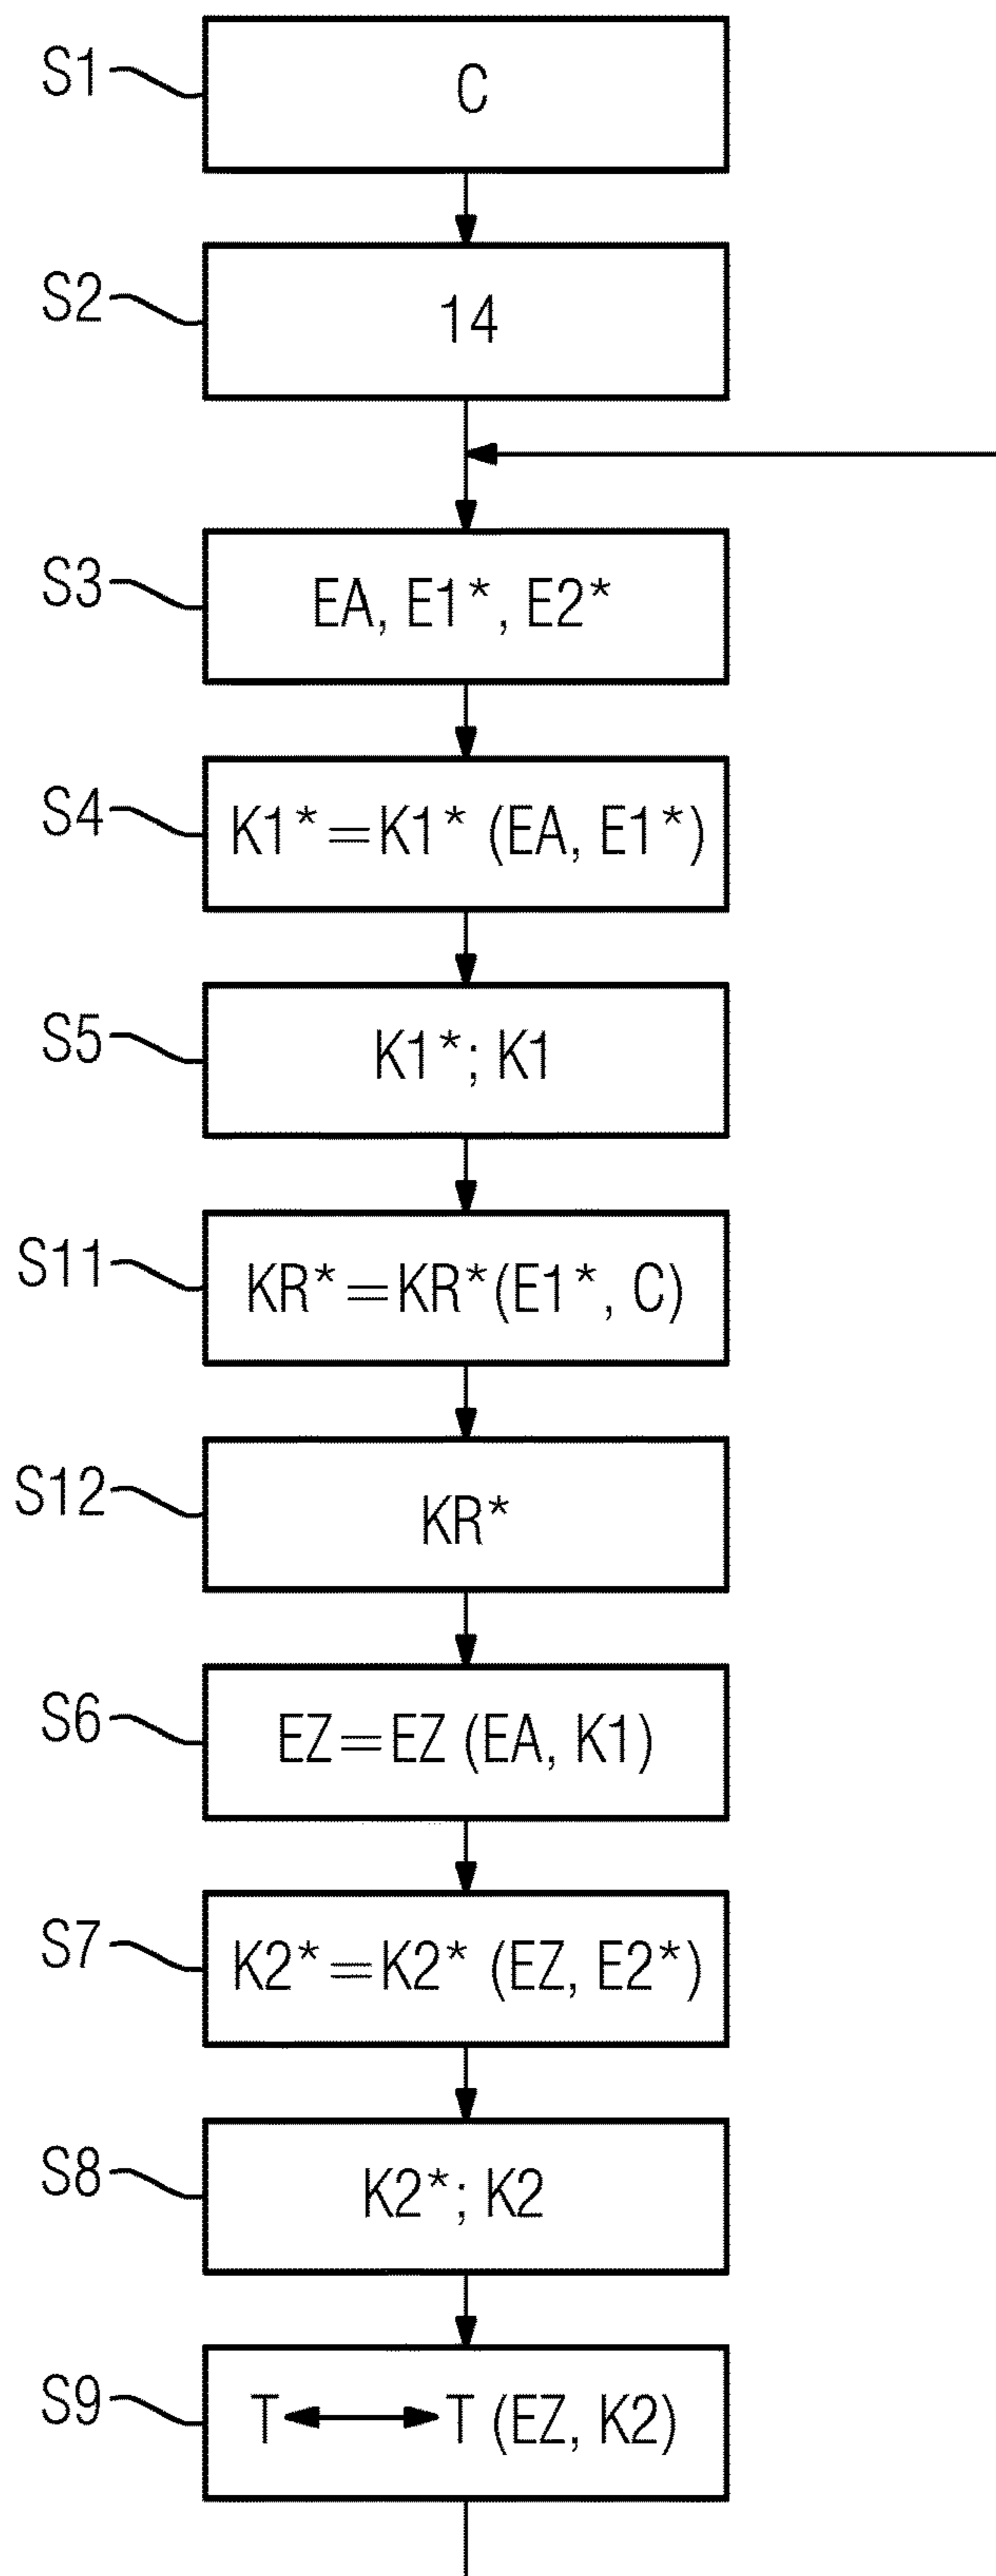 S1
C
S2
14
S3
EA, E1*, E2*
S4
K1*=K1* (EA, E1*)
S5
K1*; K1
S11
KR*=KR*(E1*, C)
S12
KR*
S6
EZ=EZ (EA, K1)
S7
K2*=K2* (EZ, E2*)
S8
K2*; K2
S9
T ↔ T (EZ, K2)